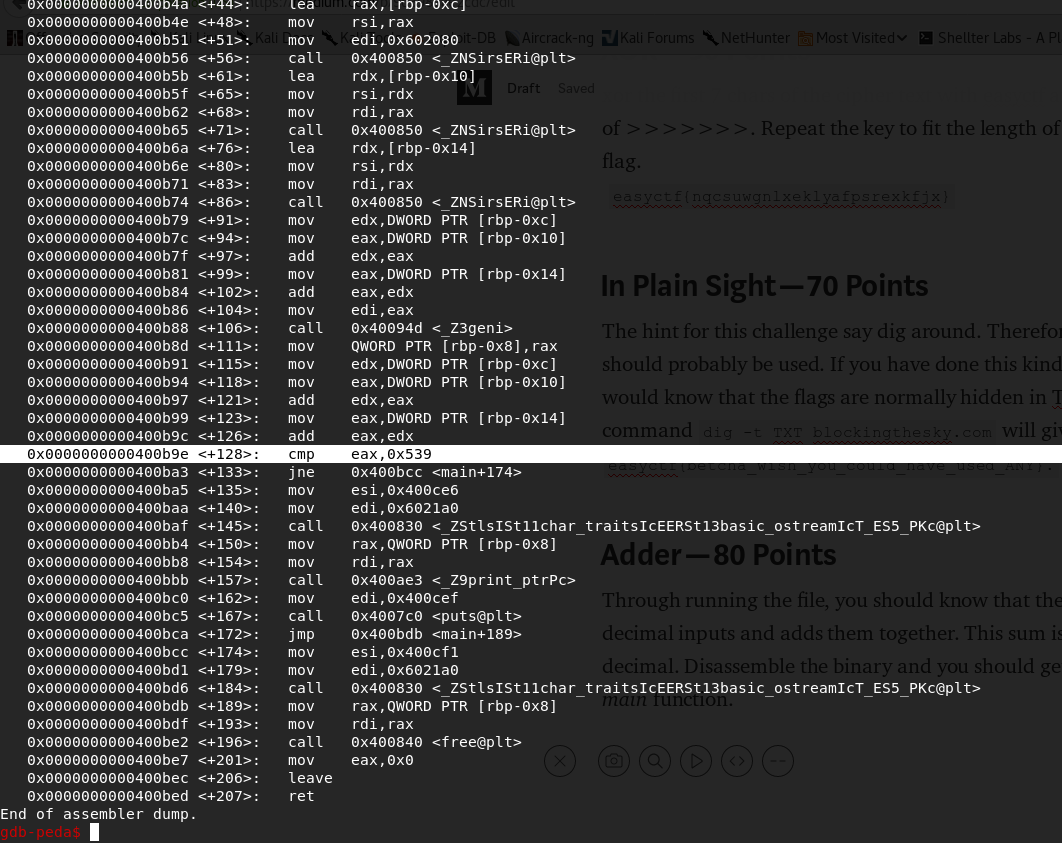 0x0000000000400b4a <+44>: lea rax,[rbp-0xc]
0x0000000000400b4e <+48>: mov rsi,rax
0x0000000000400b51 <+51>: mov edi,0x602080
0x0000000000400b56 <+56>: call 0x400850 <_ZNSirsERi@plt>
0x0000000000400b5b <+61>: lea rdx,[rbp-0x10]
0x0000000000400b5f <+65>: mov rsi,rdx
0x0000000000400b62 <+68>: mov rdi,rax
0x0000000000400b65 <+71>: call 0x400850 <_ZNSirsERi@plt>
0x0000000000400b6a <+76>: lea rdx,[rbp-0x14]
0x0000000000400b6e <+80>: mov rsi,rdx
0x0000000000400b71 <+83>: mov rdi,rax
0x0000000000400b74 <+86>: call 0x400850 <_ZNSirsERi@plt>
0x0000000000400b79 <+91>: mov edx,DWORD PTR [rbp-0xc]
0x0000000000400b7c <+94>: mov eax,DWORD PTR [rbp-0x10]
0x0000000000400b7f <+97>: add edx,eax
0x0000000000400b81 <+99>: mov eax,DWORD PTR [rbp-0x14]
0x0000000000400b84 <+102>: add eax,edx
0x0000000000400b86 <+104>: mov edi,eax
0x0000000000400b88 <+106>: call 0x40094d <_Z3geni>
0x0000000000400b8d <+111>: mov QWORD PTR [rbp-0x8],rax
0x0000000000400b91 <+115>: mov edx,DWORD PTR [rbp-0xc]
0x0000000000400b94 <+118>: mov eax,DWORD PTR [rbp-0x10]
0x0000000000400b97 <+121>: add edx,eax
0x0000000000400b99 <+123>: mov eax,DWORD PTR [rbp-0x14]
0x0000000000400b9c <+126>: add eax,edx
0x0000000000400b9e <+128>: cmp eax,0x539
0x0000000000400ba3 <+133>: jne 0x400bcc <main+174>
0x0000000000400ba5 <+135>: mov esi,0x400ce6
0x0000000000400baa <+140>: mov edi,0x6021a0
0x0000000000400baf <+145>: call 0x400830 <_ZStlsISt11char_traitsIcEERSt13basic_ostreamIcT_ES5_PKc@plt>
0x0000000000400bb4 <+150>: mov rax,QWORD PTR [rbp-0x8]
0x0000000000400bb8 <+154>: mov rdi,rax
0x0000000000400bbb <+157>: call 0x400ae3 <_Z9print_ptrPc>
0x0000000000400bc0 <+162>: mov edi,0x400cef
0x0000000000400bc5 <+167>: call 0x4007c0 <puts@plt>
0x0000000000400bca <+172>: jmp 0x400bdb <main+189>
0x0000000000400bcc <+174>: mov esi,0x400cf1
0x0000000000400bd1 <+179>: mov edi,0x6021a0
0x0000000000400bd6 <+184>: call 0x400830 <_ZStlsISt11char_traitsIcEERSt13basic_ostreamIcT_ES5_PKc@plt>
0x0000000000400bdb <+189>: mov rax,QWORD PTR [rbp-0x8]
0x0000000000400bdf <+193>: mov rdi,rax
0x0000000000400be2 <+196>: call 0x400840 <free@plt>
0x0000000000400be7 <+201>: mov eax,0x0
0x0000000000400bec <+206>: leave
0x0000000000400bed <+207>: ret
End of assembler dump.
gdb-peda$
Aircrack-ng Kali Forums NetHunter Most Visited Shellter Labs - A Pl
M Draft Saved
of >>>>>>>. Repeat the key to fit the length of
flag.
easyctf{nqcsuwgnlxeklyafpsrexkfjx}
In Plain Sight—70 Points
The hint for this challenge say dig around. Therefor
should probably be used. If you have done this kind
would know that the flags are normally hidden in T
command dig -t TXT blockingthesky.com will giv
easyctf{betcha_wish_you_could_have_used_ANY}.
Adder—80 Points
Through running the file, you should know that the
decimal inputs and adds them together. This sum is
decimal. Disassemble the binary and you should ge
main function.